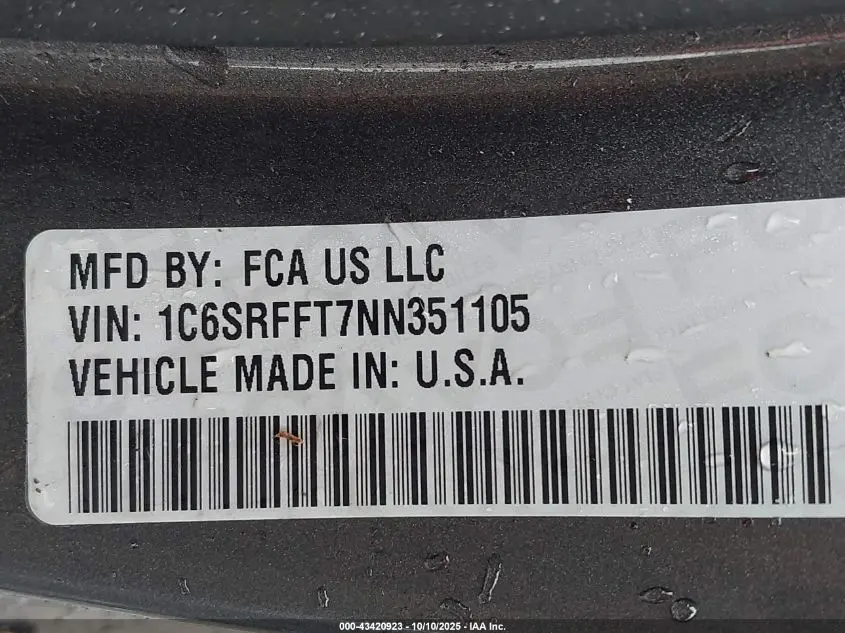 MFD BY: FCA US LLC
VIN: 1C6SRFFT7NN351105
VEHICLE MADE IN: U.S.A.
000-43420923 - 10/10/2025 - IAA Inc.